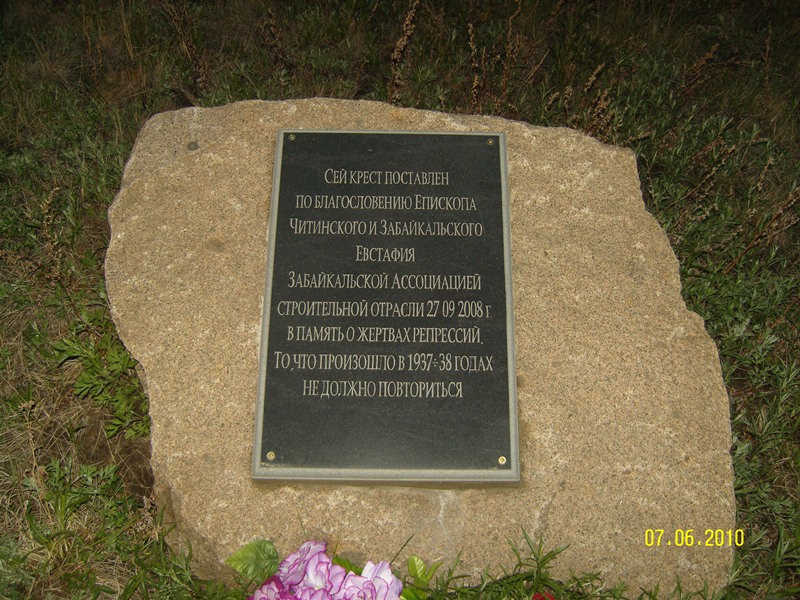 Сей крест поставлен
по благословению Епископа
Читинского и Забайкальского
Евстафия
Забайкальской Ассоциацией
строительной отрасли 27 09 2008 г.
в память о жертвах репрессий.
То, что произошло в 1937÷38 годах
не должно повториться
07.06.2010